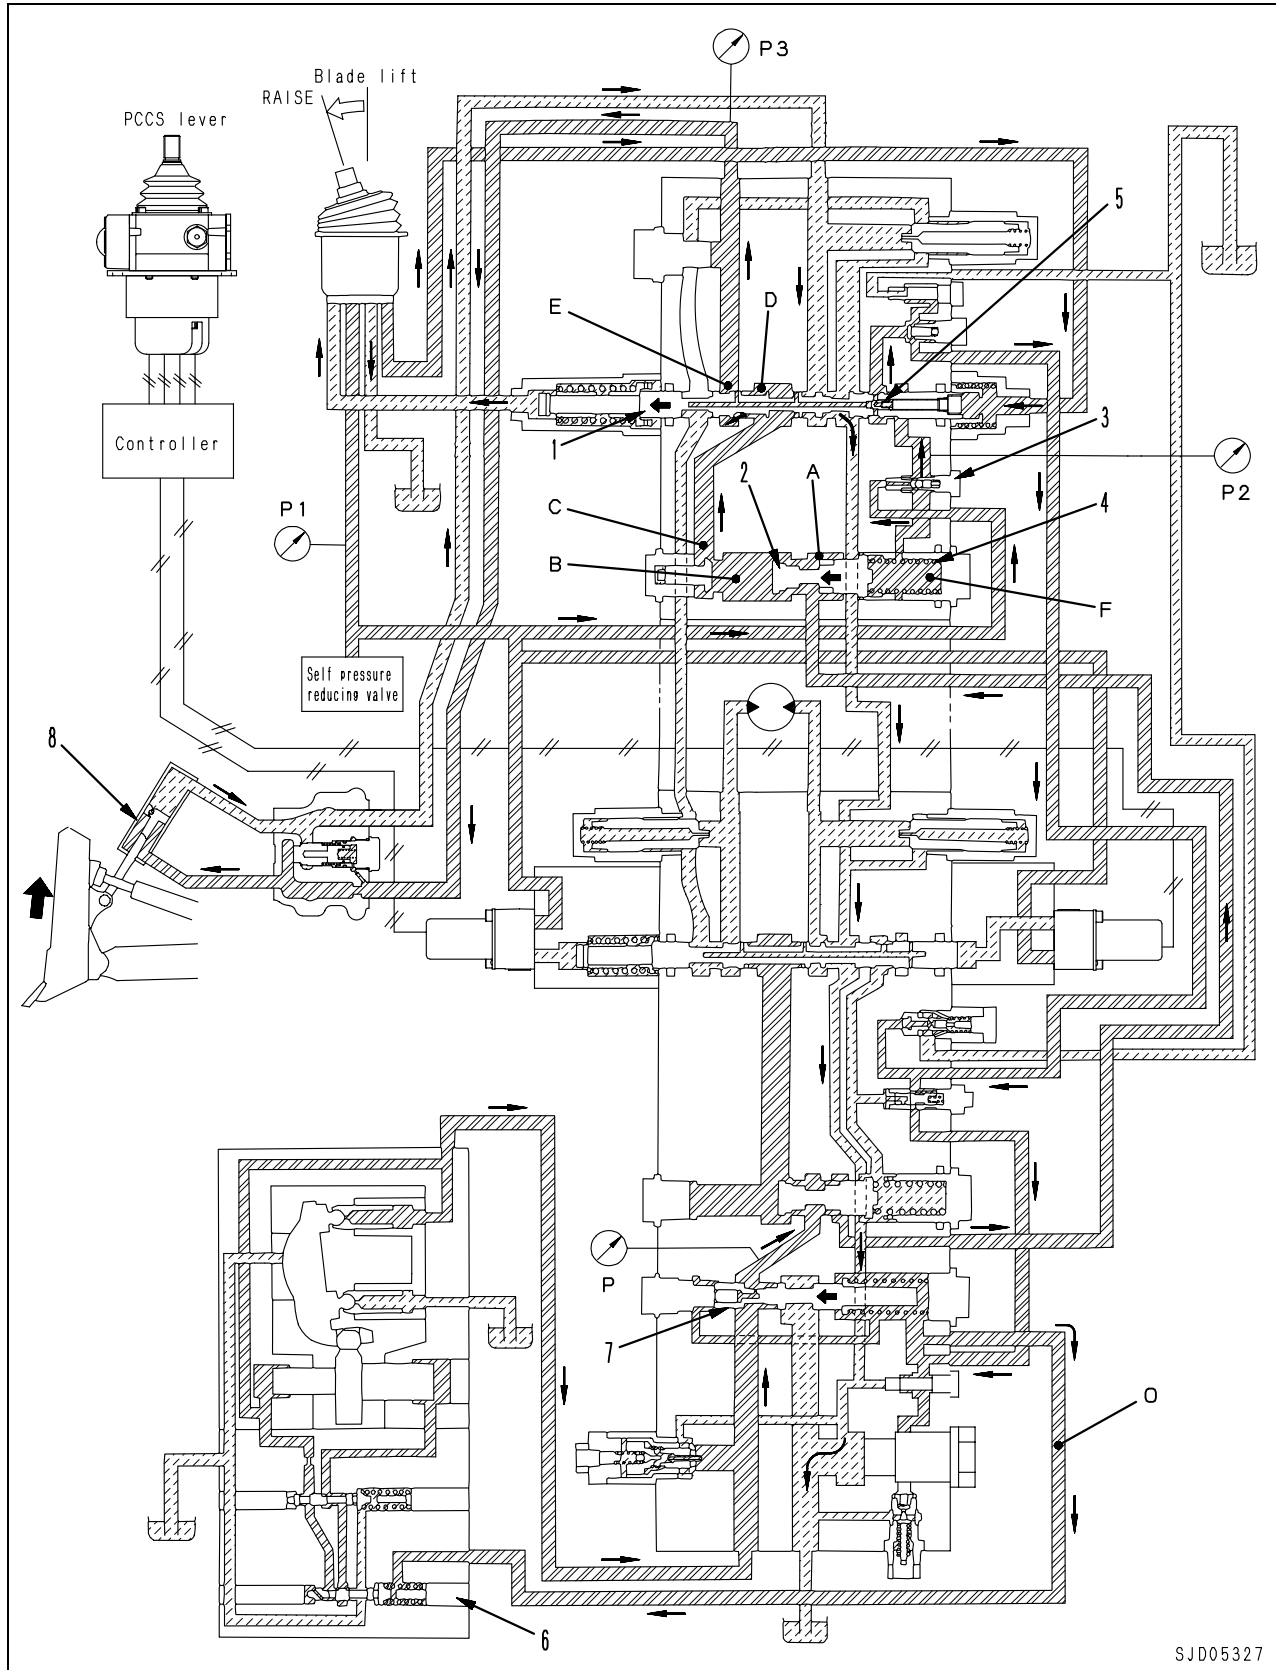 P3
Blade lift
RAISE
PCCS lever
5
E
D
3
1
Controller
P2
2
A
P1
C
4
B
F
Self pressure
reducing valve
8
P
7
O
6
SJD05327